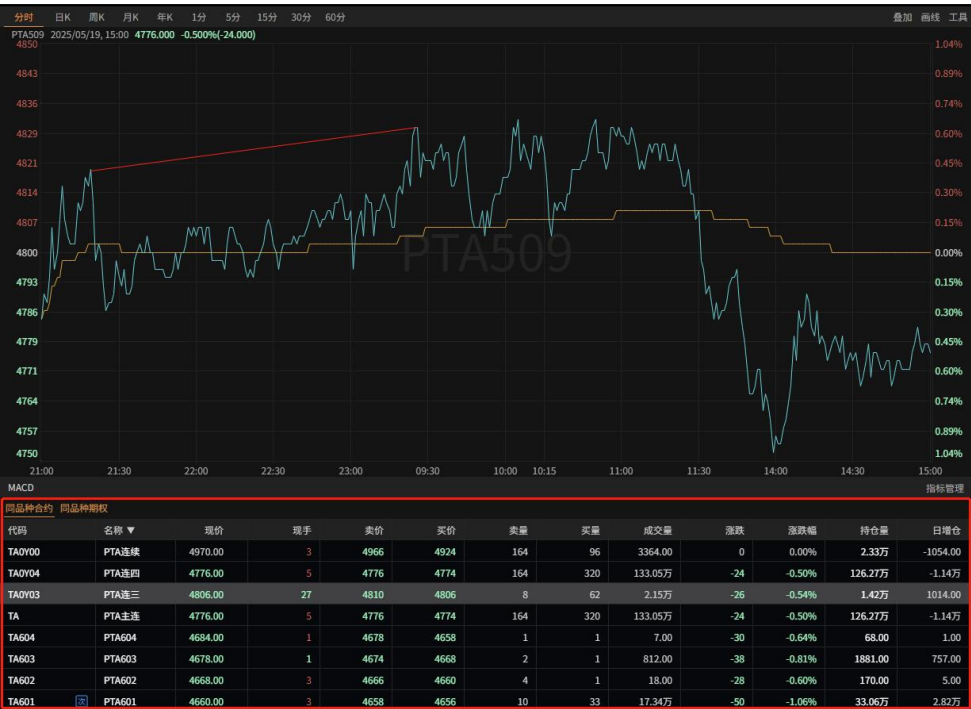 分时 日K 周K 月K 年K 1分 5分 15分 30分 60分 叠加 画线 工具
PTA509 2025/05/19, 15:00 4776.000 -0.500%(-24.000)
4850 1.04%
4843 0.89%
4836 0.74%
4829 0.60%
4821 0.45%
4814 0.30%
4807 0.15%
PTA509
4800 0.00%
4793 0.15%
4786 0.30%
4779 0.45%
4771 0.60%
4764 0.74%
4757 0.89%
4750 1.04%
21:00 21:30 22:00 22:30 23:00 09:30 10:00 10:15 11:00 11:30 14:00 14:30 15:00
MACD 指标管理
同品种合约 同品种期权
代码 名称▼ 现价 现手 卖价 买价 卖量 买量 成交量 涨跌 涨跌幅 持仓量 日增仓
TA0Y00 PTA连续 4970.00 3 4966 4924 164 96 3364.00 0 0.00% 2.33万 -1054.00
TA0Y04 PTA连四 4776.00 5 4776 4774 164 320 133.05万 -24 -0.50% 126.27万 -1.14万
TA0Y03 PTA连三 4806.00 27 4810 4806 8 62 2.15万 -26 -0.54% 1.42万 1014.00
TA PTA主连 4776.00 5 4776 4774 164 320 133.05万 -24 -0.50% 126.27万 -1.14万
TA604 PTA604 4684.00 1 4678 4658 1 1 7.00 -30 -0.64% 68.00 1.00
TA603 PTA603 4678.00 1 4674 4668 2 1 812.00 -38 -0.81% 1881.00 757.00
TA602 PTA602 4668.00 3 4666 4660 4 1 18.00 -28 -0.60% 170.00 5.00
TA601 次 PTA601 4660.00 3 4658 4656 10 33 17.34万 -50 -1.06% 33.06万 2.82万